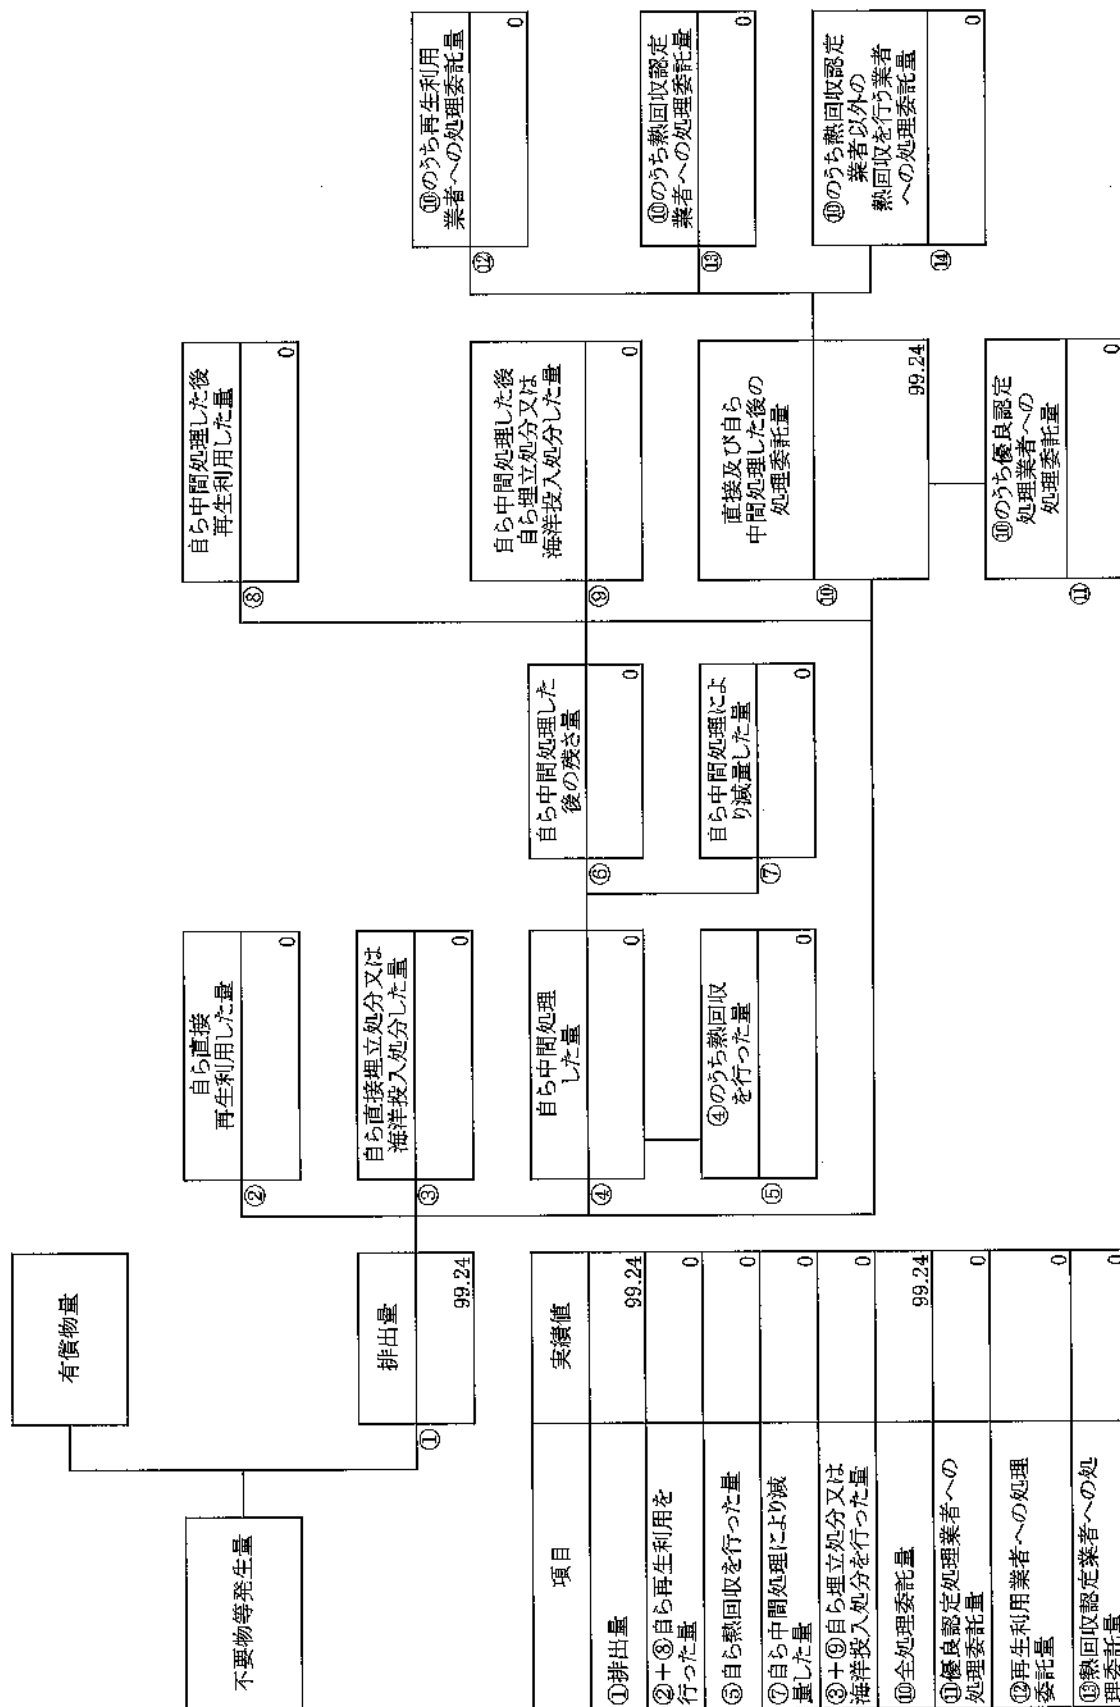 不要物等発生量
有償物量
排出量
①
99.24
自ら直接
再生利用した量
②
0
自ら直接埋立処分又は
海洋投入処分した量
③
0
自ら中間処理
した量
④
0
④のうち熱回収
を行った量
⑤
0
自ら中間処理した
後の残さ量
⑥
0
自ら中間処理によ
り減量した量
⑦
0
自ら中間処理した後
再生利用した量
⑧
0
自ら中間処理した後
自ら埋立処分又は
海洋投入処分した量
⑨
0
直接及び自ら
中間処理した後の
処理委託量
⑩
99.24
⑩のうち優良認定
処理業者への
処理委託量
⑪
0
⑩のうち再生利用
業者への処理委託量
⑫
0
⑩のうち熱回収認定
業者への処理委託量
⑬
0
⑩のうち熱回収認定
業者以外の
熱回収を行う業者
への処理委託量
⑭
0
項目 実績値
①排出量 99.24
②+⑧自ら再生利用を
行った量 0
⑤自ら熱回収を行った量 0
⑦自ら中間処理により減
量した量 0
③+⑨自ら埋立処分又は
海洋投入処分を行った量 0
⑩全処理委託量 99.24
⑪優良認定処理業者への
処理委託量 0
⑫再生利用業者への処理
委託量 0
⑬熱回収認定業者への処
理委託量 0